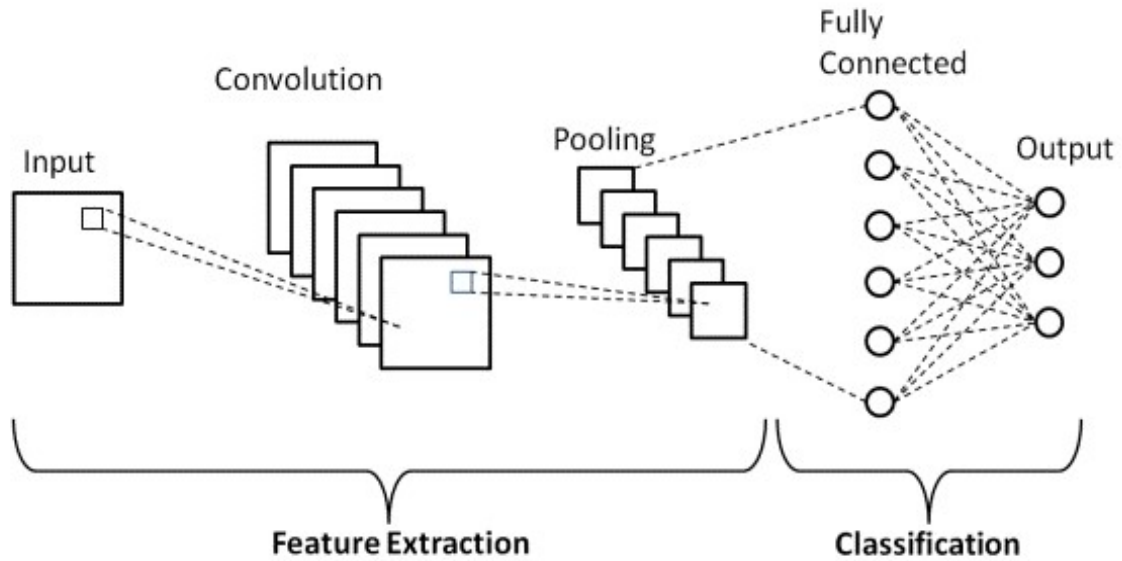 Input
Convolution
Pooling
Fully
Connected
Output
Feature Extraction
Classification